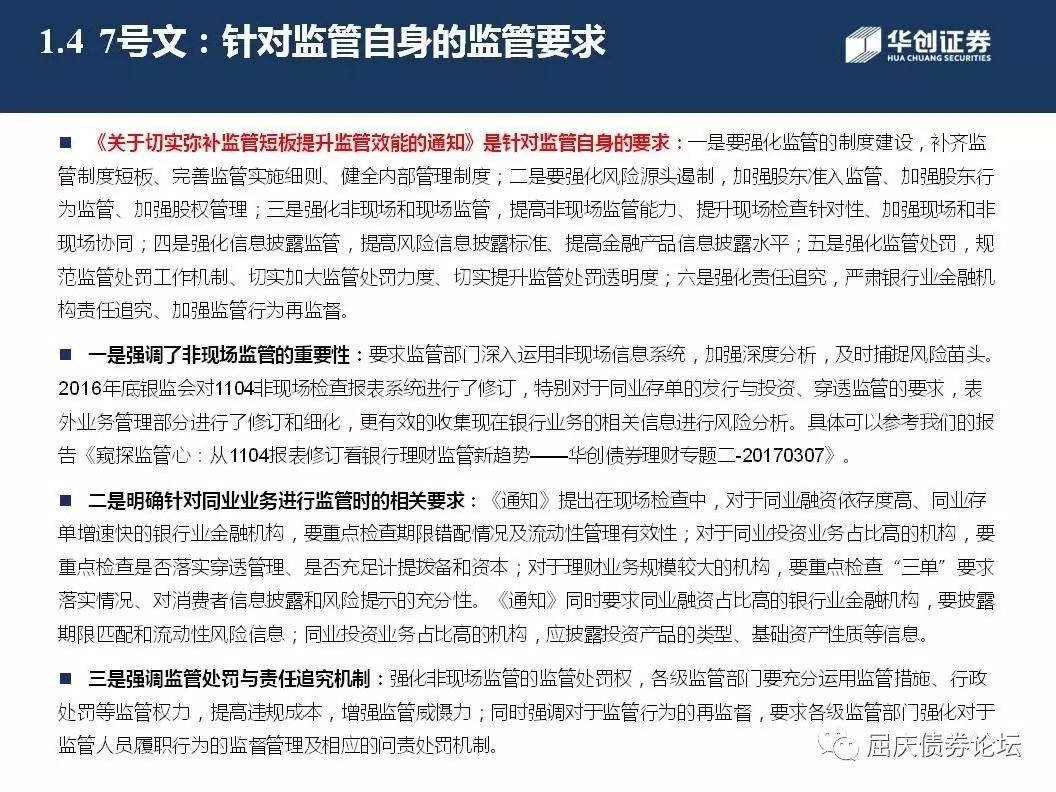 1.4 7号文：针对监管自身的监管要求
华创证券
HUA CHUANG SECURITIES
■ 《关于切实弥补监管短板提升监管效能的通知》是针对监管自身的要求：一是要强化监管的制度建设，补齐监
管制度短板、完善监管实施细则、健全内部管理制度；二是要强化风险源头遏制，加强股东准入监管、加强股东行
为监管、加强股权管理；三是强化非现场和现场监管，提高非现场监管能力、提升现场检查针对性、加强现场和非
现场协同；四是强化信息披露监管，提高风险信息披露标准、提高金融产品信息披露水平；五是强化监管处罚，规
范监管处罚工作机制、切实加大监管处罚力度、切实提升监管处罚透明度；六是强化责任追究，严肃银行业金融机
构责任追究、加强监管行为再监督。
■ 一是强调了非现场监管的重要性：要求监管部门深入运用非现场信息系统，加强深度分析，及时捕捉风险苗头。
2016年底银监会对1104非现场检查报表系统进行了修订，特别对于同业存单的发行与投资、穿透监管的要求，表
外业务管理部分进行了修订和细化，更有效的收集现在银行业务的相关信息进行风险分析。具体可以参考我们的报
告《窥探监管心：从1104报表修订看银行理财监管新趋势——华创债券理财专题二-20170307》。
■ 二是明确针对同业业务进行监管时的相关要求：《通知》提出在现场检查中，对于同业融资依存度高、同业存
单增速快的银行业金融机构，要重点检查期限错配情况及流动性管理有效性；对于同业投资业务占比高的机构，要
重点检查是否落实穿透管理、是否充足计提拨备和资本；对于理财业务规模较大的机构，要重点检查“三单”要求
落实情况、对消费者信息披露和风险提示的充分性。《通知》同时要求同业融资占比高的银行业金融机构，要披露
期限匹配和流动性风险信息；同业投资业务占比高的机构，应披露投资产品的类型、基础资产性质等信息。
■ 三是强调监管处罚与责任追究机制：强化非现场监管的监管处罚权，各级监管部门要充分运用监管措施、行政
处罚等监管权力，提高违规成本，增强监管威慑力；同时强调对于监管行为的再监督，要求各级监管部门强化对于
监管人员履职行为的监督管理及相应的问责处罚机制。
屈庆债券论坛